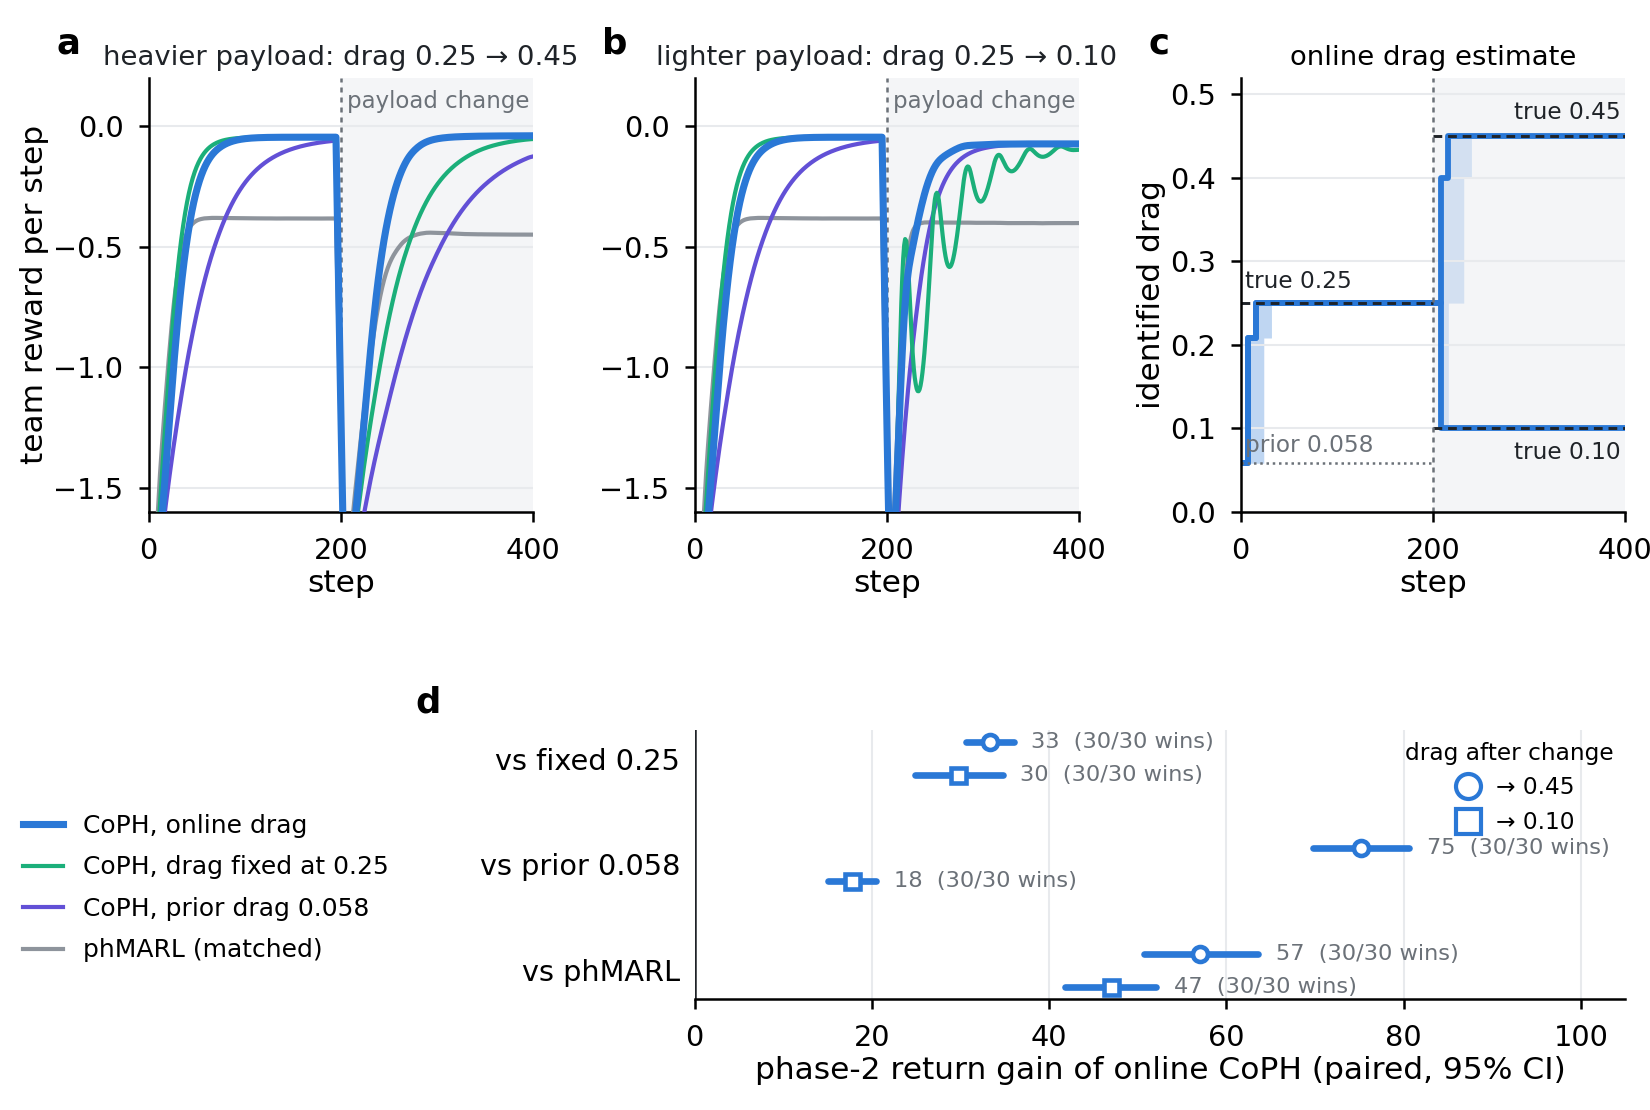 a
heavier payload: drag 0.25 → 0.45
payload change
0.0
−0.5
−1.0
−1.5
team reward per step
0
200
400
step
b
lighter payload: drag 0.25 → 0.10
payload change
0.0
−0.5
−1.0
−1.5
0
200
400
step
c
online drag estimate
0.5
0.4
0.3
0.2
0.1
0.0
identified drag
true 0.45
true 0.25
prior 0.058
true 0.10
0
200
400
step
CoPH, online drag
CoPH, drag fixed at 0.25
CoPH, prior drag 0.058
phMARL (matched)
d
vs fixed 0.25
33 (30/30 wins)
30 (30/30 wins)
vs prior 0.058
75 (30/30 wins)
18 (30/30 wins)
vs phMARL
57 (30/30 wins)
47 (30/30 wins)
drag after change
→ 0.45
→ 0.10
0
20
40
60
80
100
phase-2 return gain of online CoPH (paired, 95% CI)